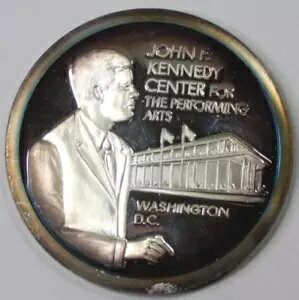 JOHN F.
KENNEDY
CENTER FOR
THE PERFORMING
ARTS
WASHINGTON
D.C.